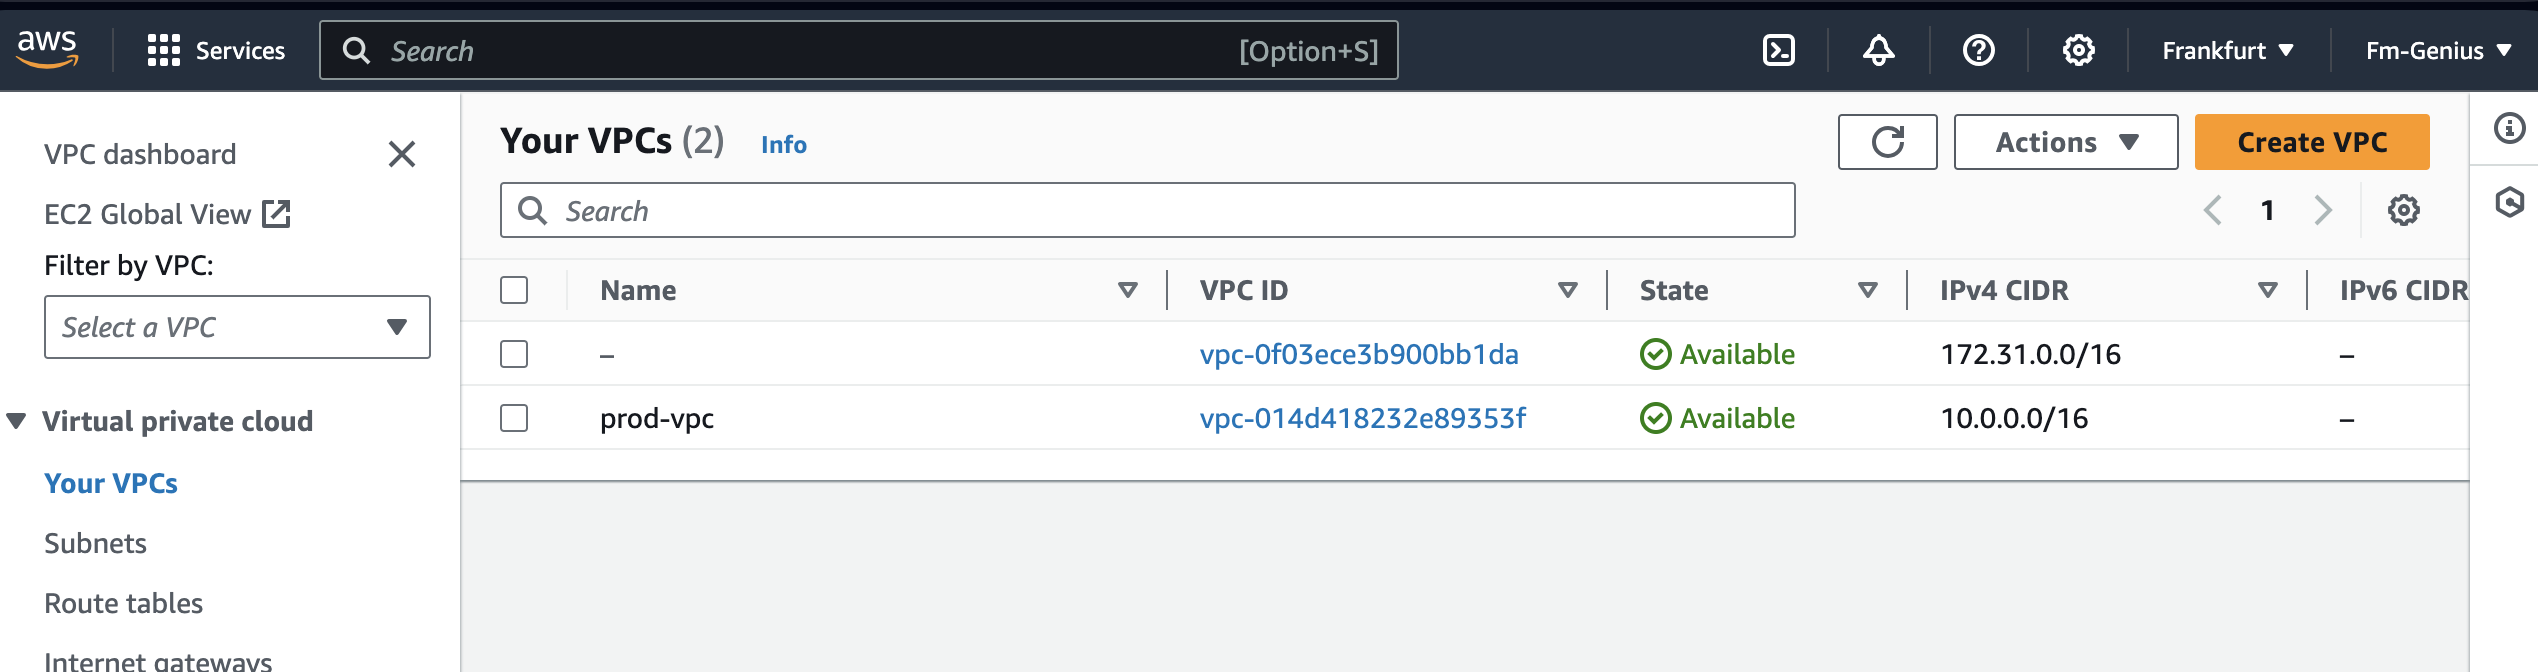 aws Services Search [Option+S] Frankfurt Fm-Genius
VPC dashboard
EC2 Global View
Filter by VPC:
Select a VPC
Virtual private cloud
Your VPCs
Subnets
Route tables
Internet gateways
Your VPCs (2) Info Actions Create VPC
Search 1
Name VPC ID State IPv4 CIDR IPv6 CIDR
– vpc-0f03ece3b900bb1da Available 172.31.0.0/16 –
prod-vpc vpc-014d418232e89353f Available 10.0.0.0/16 –